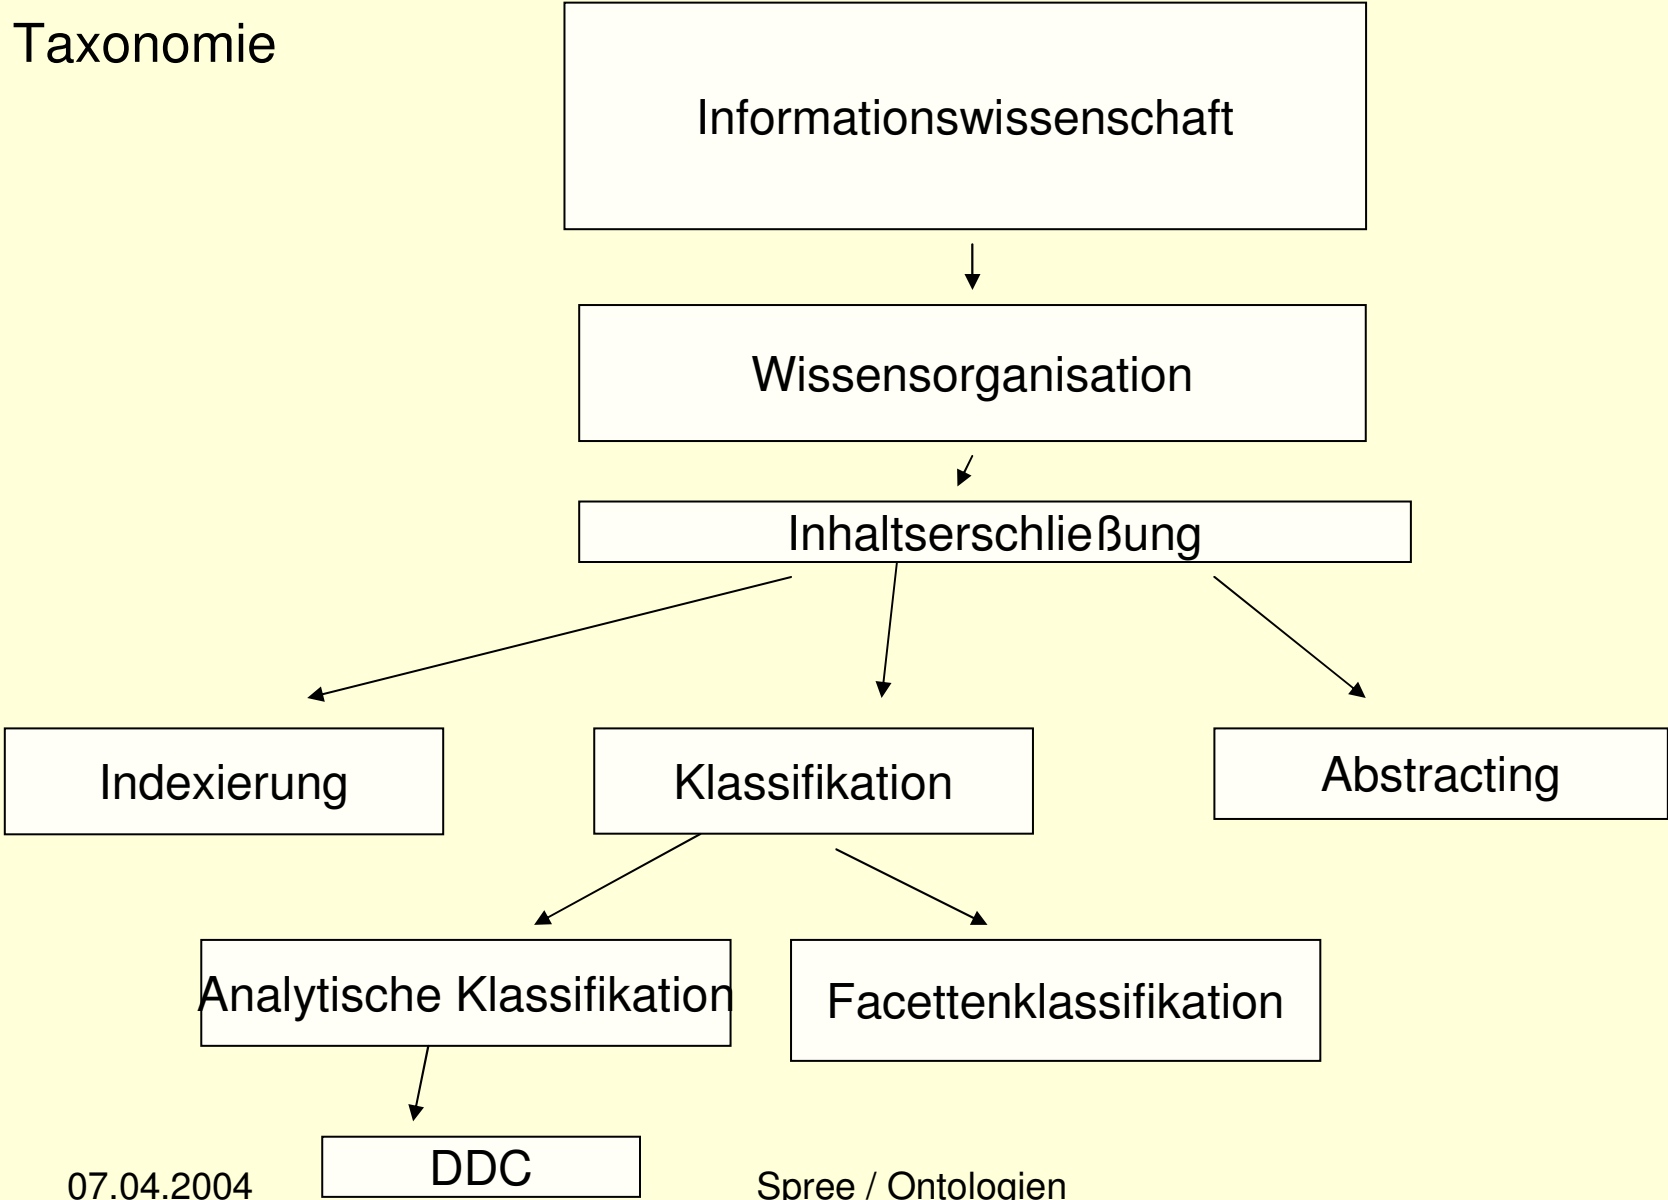 Taxonomie
Informationswissenschaft
Wissensorganisation
Inhaltserschließung
Indexierung
Klassifikation
Abstracting
Analytische Klassifikation
Facettenklassifikation
DDC
07.04.2004
Spree / Ontologien